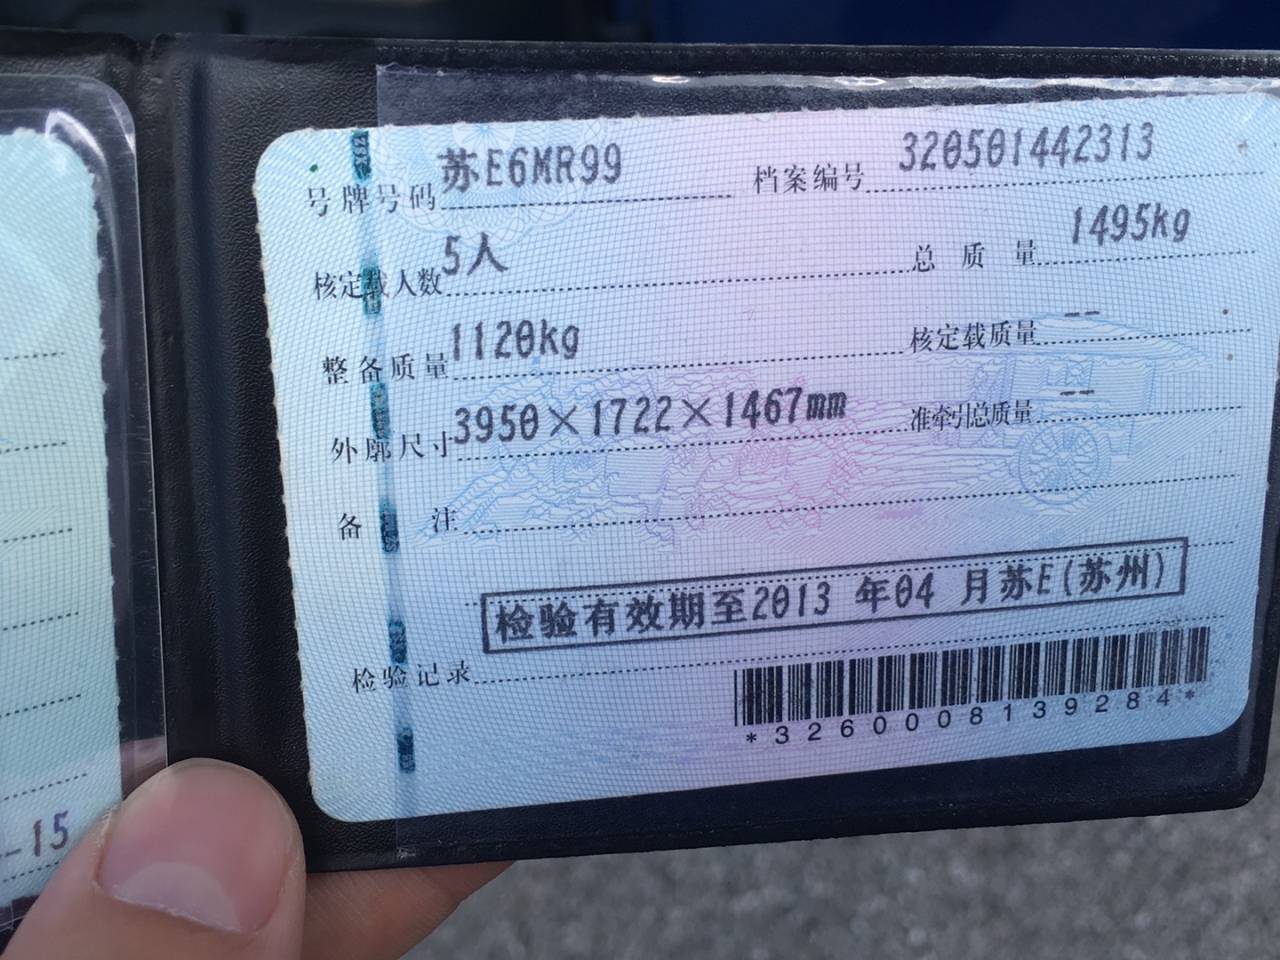 号牌号码 苏E6MR99 档案编号 320501442313
核定载人数 5人 总质量 1495kg
整备质量 1120kg 核定载质量 --
外廓尺寸 3950×1722×1467mm 准牵引总质量 --
备注
检验有效期至2013 年04 月苏E(苏州)
检验记录
*3260008139284*
-15